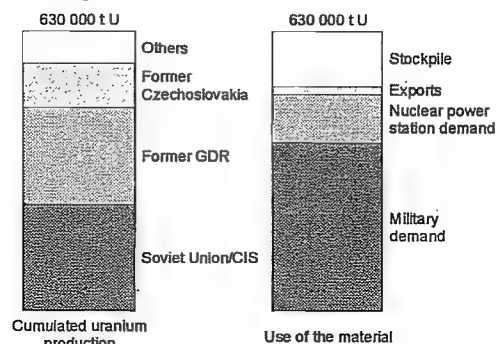 630 000 t U
Others
Former
Czechoslovakia
Former GDR
Soviet Union/CIS
Cumulated uranium
production
630 000 t U
Stockpile
Exports
Nuclear power
station demand
Military
demand
Use of the material